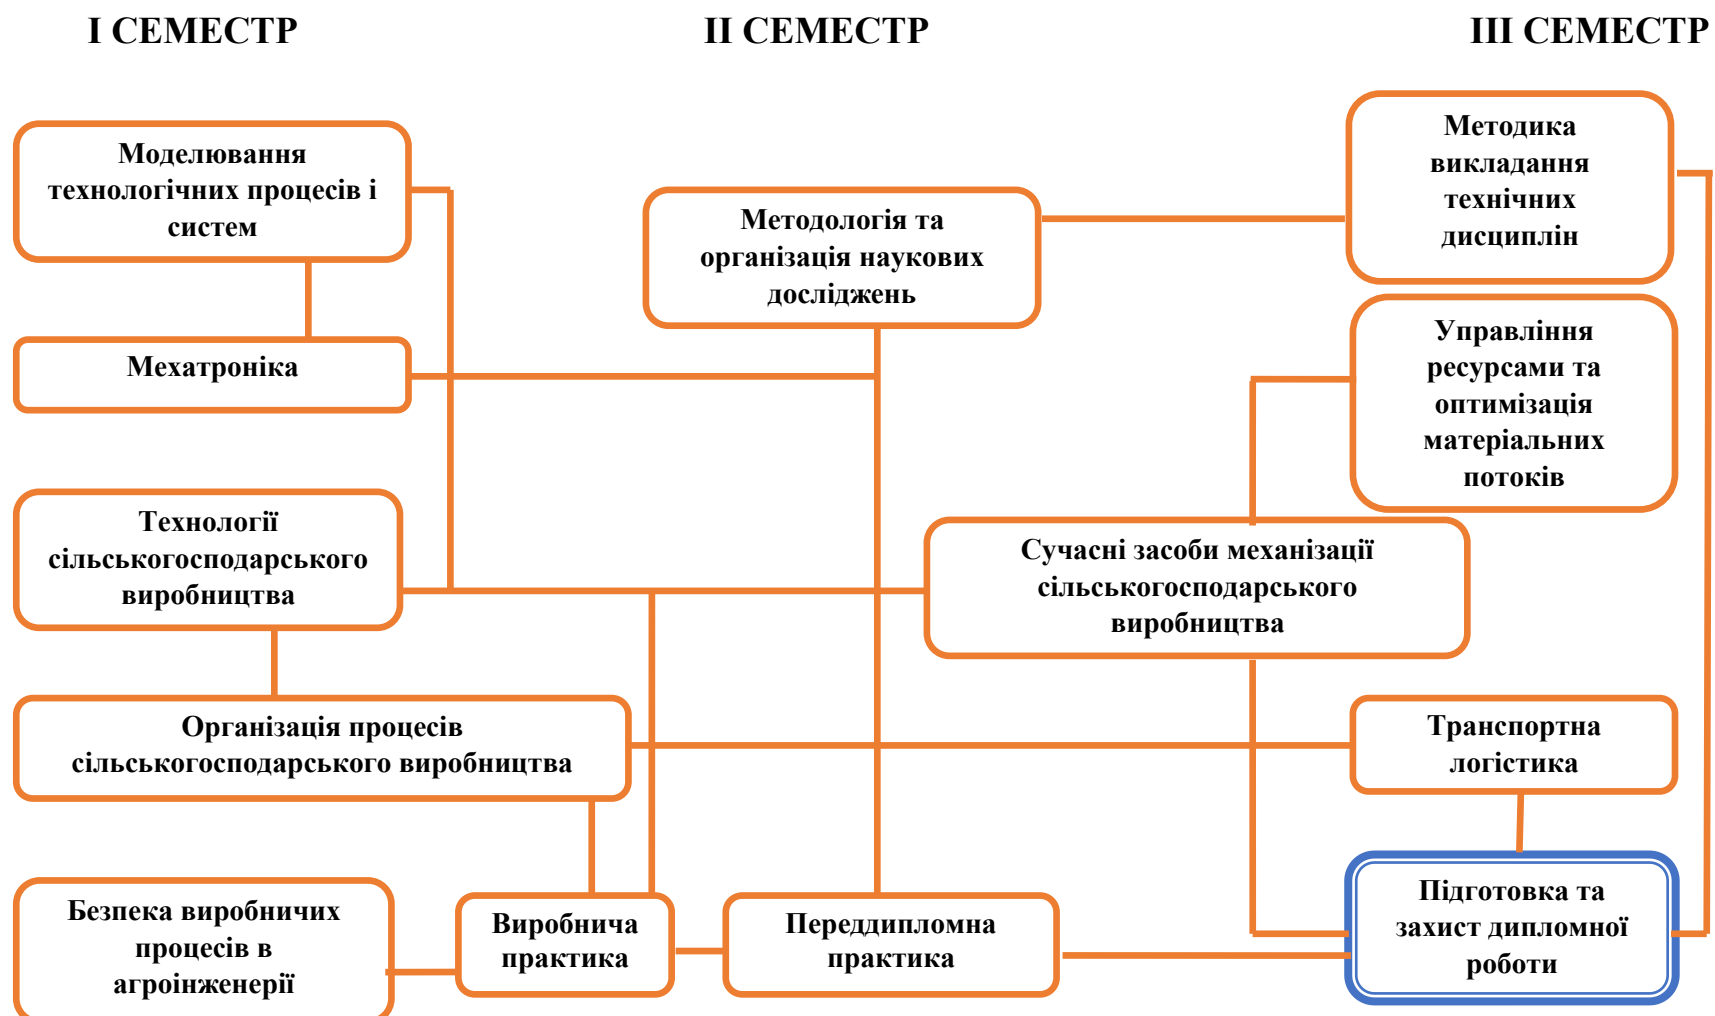 І СЕМЕСТР
ІІ СЕМЕСТР
ІІІ СЕМЕСТР
Моделювання
технологічних процесів і
систем
Методологія та
організація наукових
досліджень
Методика
викладання
технічних
дисциплін
Мехатроніка
Управління
ресурсами та
оптимізація
матеріальних
потоків
Технології
сільськогосподарського
виробництва
Сучасні засоби механізації
сільськогосподарського
виробництва
Організація процесів
сільськогосподарського виробництва
Транспортна
логістика
Безпека виробничих
процесів в
агроінженерії
Виробнича
практика
Переддипломна
практика
Підготовка та
захист дипломної
роботи